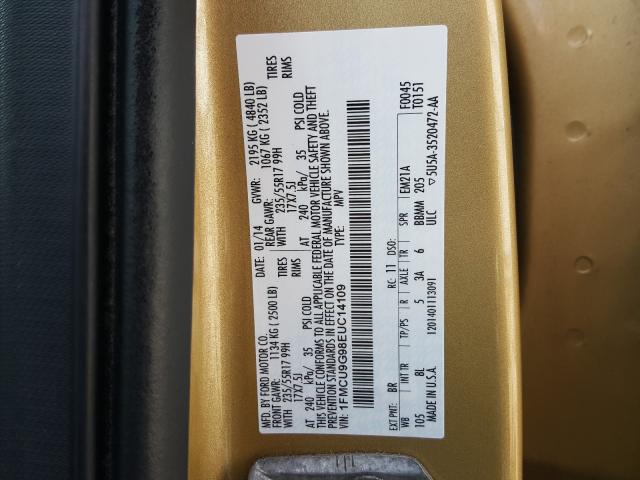 MFD. BY FORD MOTOR CO.
DATE: 01/14 GVWR: 2195 KG ( 4840 LB)
FRONT GAWR: 1134 KG ( 2500 LB) REAR GAWR: 1067 KG ( 2352 LB)
WITH 235/55R17 99H TIRES WITH 235/55R17 99H TIRES
17X7.5J RIMS 17X7.5J RIMS
AT 240 kPa/ 35 PSI COLD AT 240 kPa/ 35 PSI COLD
THIS VEHICLE CONFORMS TO ALL APPLICABLE FEDERAL MOTOR VEHICLE SAFETY AND THEFT
PREVENTION STANDARDS IN EFFECT ON THE DATE OF MANUFACTURE SHOWN ABOVE.
VIN: 1FMCU9G98EUC14109 TYPE: MPV
F0045
T0151
EXT PNT: BR RC: 11 DSO: EM21A
WB INT TR TP/PS R AXLE TR SPR
105 8L 5 3A 6 BBMM 205
ULC
MADE IN U.S.A. 1201401113091 ▽5U5A-3520472-AA